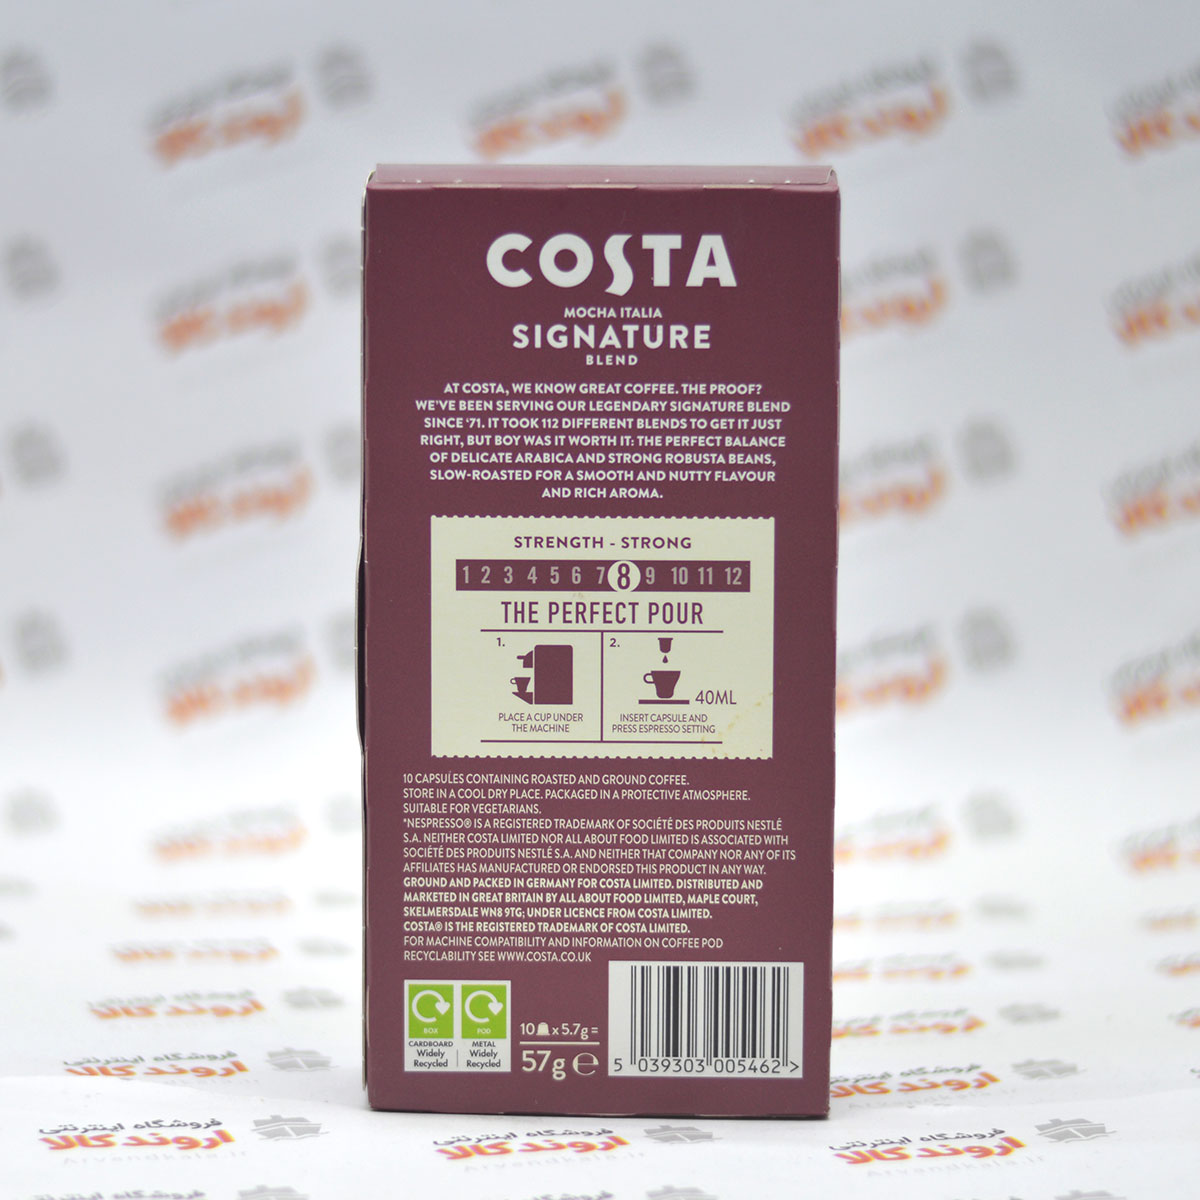 COSTA
MOCHA ITALIA
SIGNATURE
BLEND
AT COSTA, WE KNOW GREAT COFFEE. THE PROOF?
WE'VE BEEN SERVING OUR LEGENDARY SIGNATURE BLEND
SINCE '71. IT TOOK 112 DIFFERENT BLENDS TO GET IT JUST
RIGHT, BUT BOY WAS IT WORTH IT: THE PERFECT BALANCE
OF DELICATE ARABICA AND STRONG ROBUSTA BEANS,
SLOW-ROASTED FOR A SMOOTH AND NUTTY FLAVOUR
AND RICH AROMA.
STRENGTH - STRONG
1 2 3 4 5 6 7 8 9 10 11 12
THE PERFECT POUR
1.
PLACE A CUP UNDER
THE MACHINE
2.
40ML
INSERT CAPSULE AND
PRESS ESPRESSO SETTING
10 CAPSULES CONTAINING ROASTED AND GROUND COFFEE.
STORE IN A COOL DRY PLACE. PACKAGED IN A PROTECTIVE ATMOSPHERE.
SUITABLE FOR VEGETARIANS.
*NESPRESSO® IS A REGISTERED TRADEMARK OF SOCIÉTÉ DES PRODUITS NESTLÉ
S.A. NEITHER COSTA LIMITED NOR ALL ABOUT FOOD LIMITED IS ASSOCIATED WITH
SOCIÉTÉ DES PRODUITS NESTLÉ S.A. AND NEITHER THAT COMPANY NOR ANY OF ITS
AFFILIATES HAS MANUFACTURED OR ENDORSED THIS PRODUCT IN ANY WAY.
GROUND AND PACKED IN GERMANY FOR COSTA LIMITED. DISTRIBUTED AND
MARKETED IN GREAT BRITAIN BY ALL ABOUT FOOD LIMITED, MAPLE COURT,
SKELMERSDALE WN8 9TG; UNDER LICENCE FROM COSTA LIMITED.
COSTA® IS THE REGISTERED TRADEMARK OF COSTA LIMITED.
FOR MACHINE COMPATIBILITY AND INFORMATION ON COFFEE POD
RECYCLABILITY SEE WWW.COSTA.CO.UK
BOX
CARDBOARD
Widely
Recycled
POD
METAL
Widely
Recycled
10 x 5.7g =
57g e
5 039303 005462 >
فروشگاه اینترنتی
اروند کالا
Arvandkala.ir